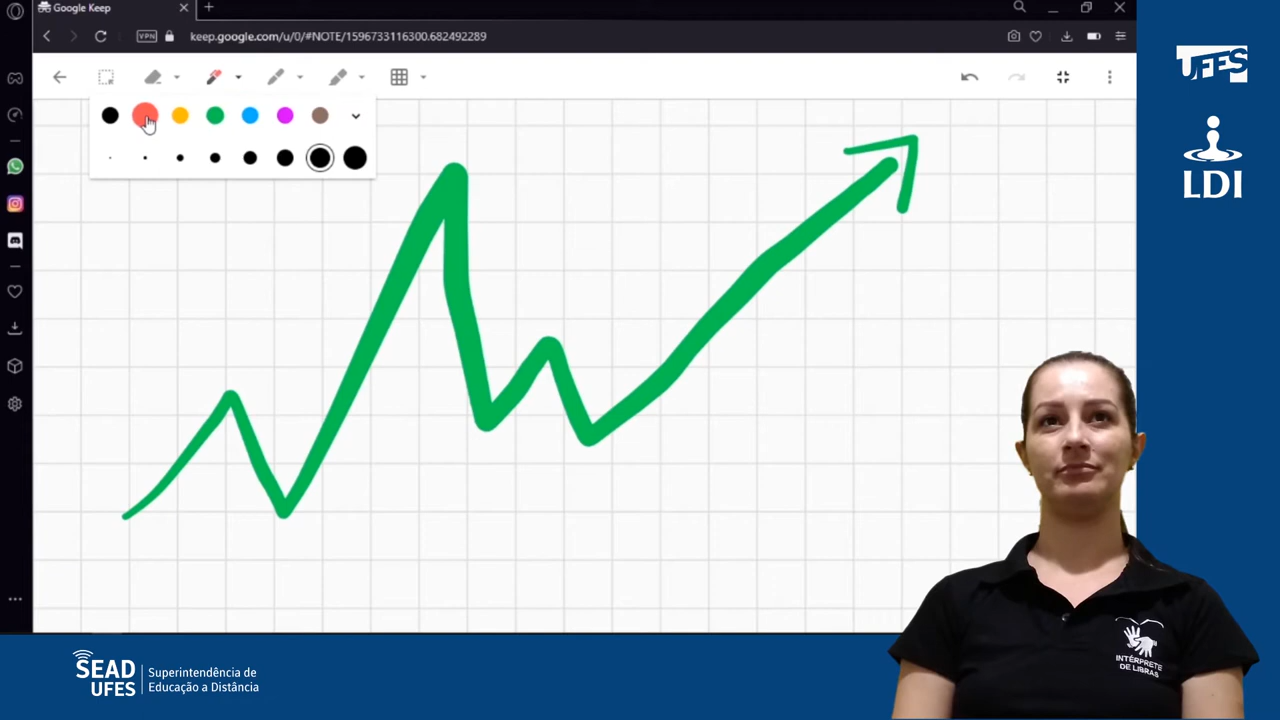 Google Keep
VPN
keep.google.com/u/0/#NOTE/1596733116300.682492289
UFES
LDI
INTÉRPRETE
DE LIBRAS
SEAD
UFES
Superintendência de
Educação a Distância